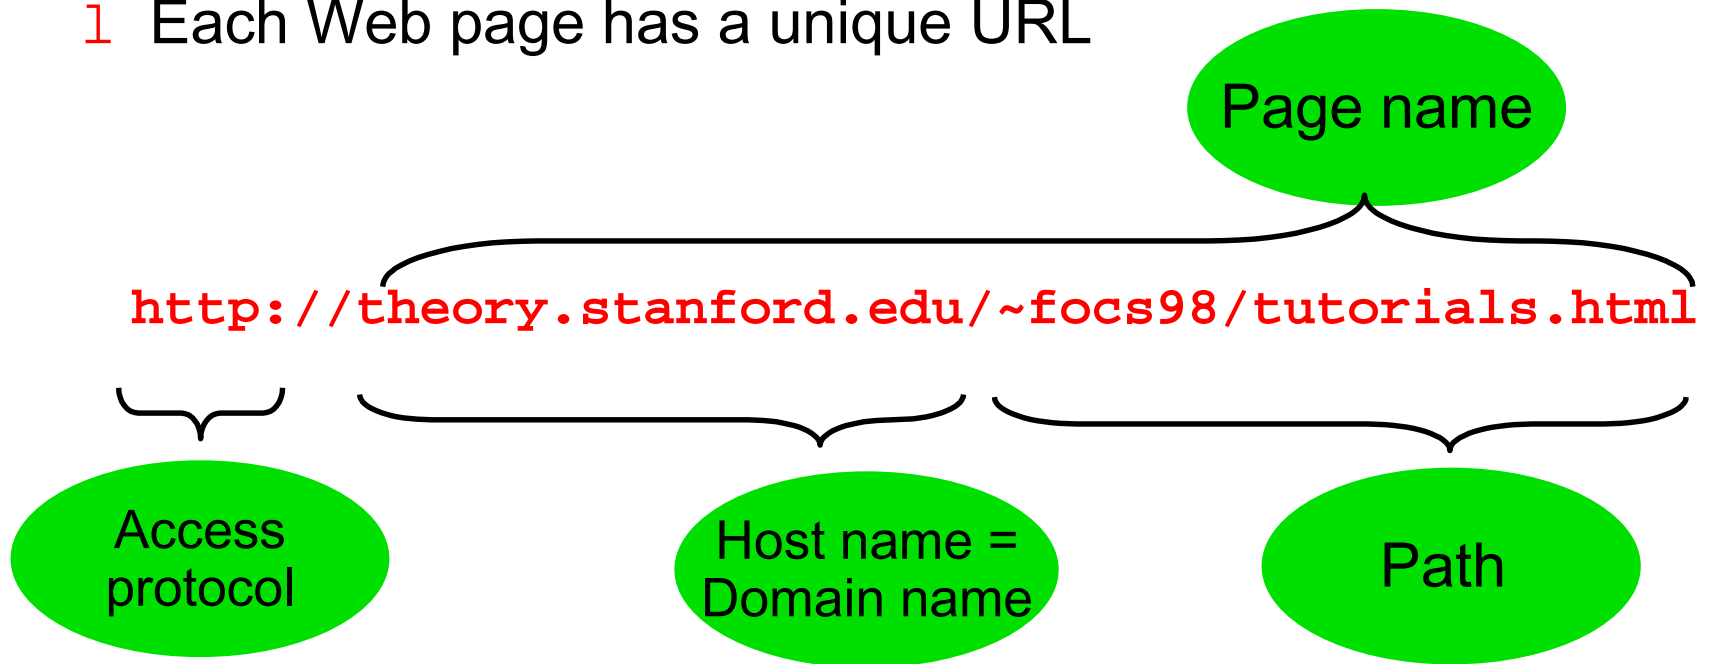 l Each Web page has a unique URL
Page name
http://theory.stanford.edu/~focs98/tutorials.html
Access
protocol
Host name =
Domain name
Path